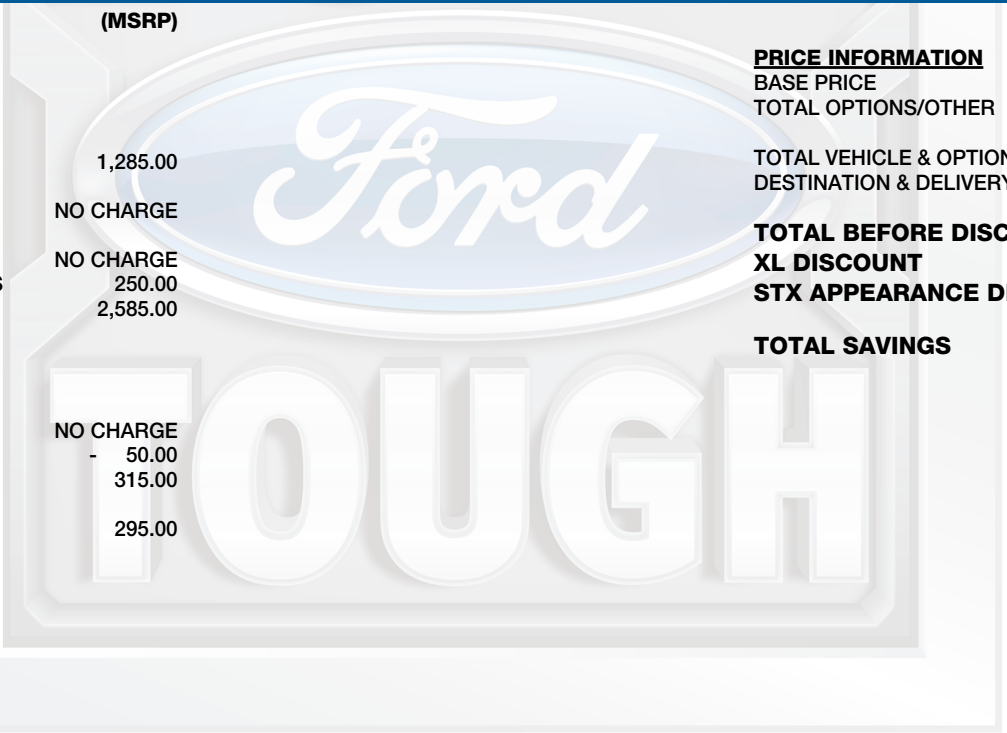 (MSRP)
1,285.00
NO CHARGE
NO CHARGE
S 250.00
2,585.00
NO CHARGE
- 50.00
315.00
295.00
PRICE INFORMATION
BASE PRICE
TOTAL OPTIONS/OTHER
TOTAL VEHICLE & OPTION
DESTINATION & DELIVERY
TOTAL BEFORE DISC
XL DISCOUNT
STX APPEARANCE DI
TOTAL SAVINGS
Ford
TOUGH